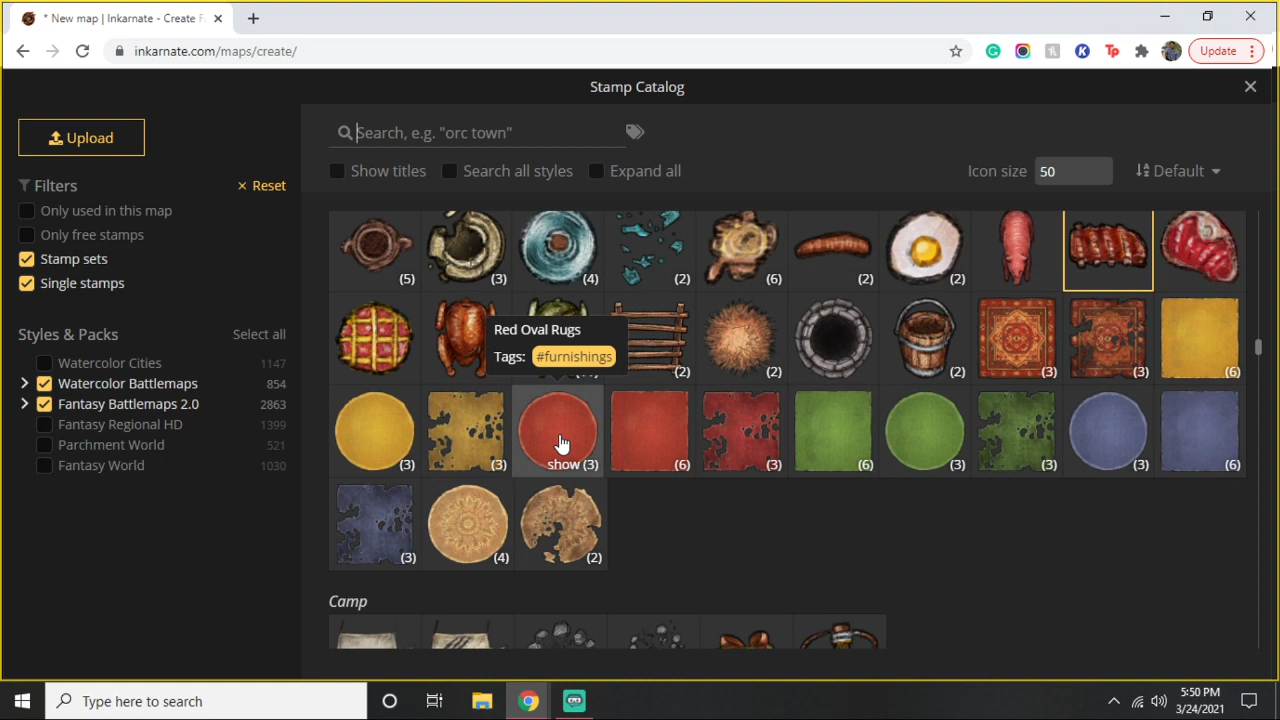 * New map | Inkarnate - Create F
inkarnate.com/maps/create/
Update
Stamp Catalog
Upload
Search, e.g. "orc town"
Show titles
Search all styles
Expand all
Icon size
50
Default
Filters
Reset
Only used in this map
Only free stamps
Stamp sets
Single stamps
Styles & Packs
Select all
Watercolor Cities 1147
Watercolor Battlemaps 854
Fantasy Battlemaps 2.0 2863
Fantasy Regional HD 1399
Parchment World 521
Fantasy World 1030
(5) (3) (4) (2) (6) (2) (2)
Red Oval Rugs
Tags: #furnishings
(2) (2) (2) (3) (3) (6)
(3) (3) show (3) (6) (3) (6) (3) (3) (3) (6)
(3) (4) (2)
Camp
Type here to search
5:50 PM
3/24/2021